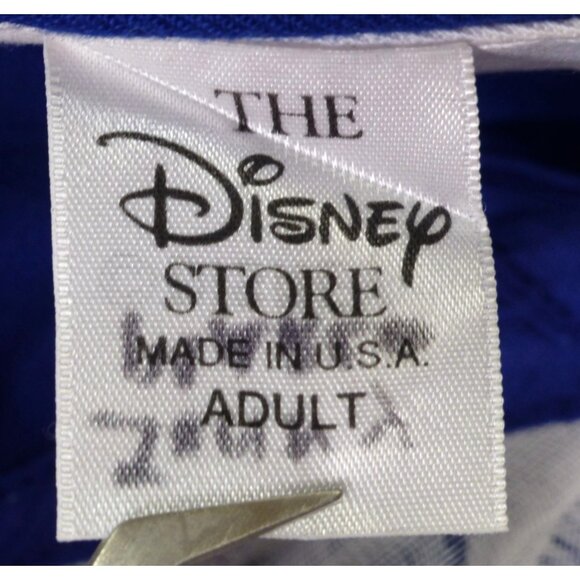 THE
Disney
STORE
MADE IN U.S.A.
ADULT